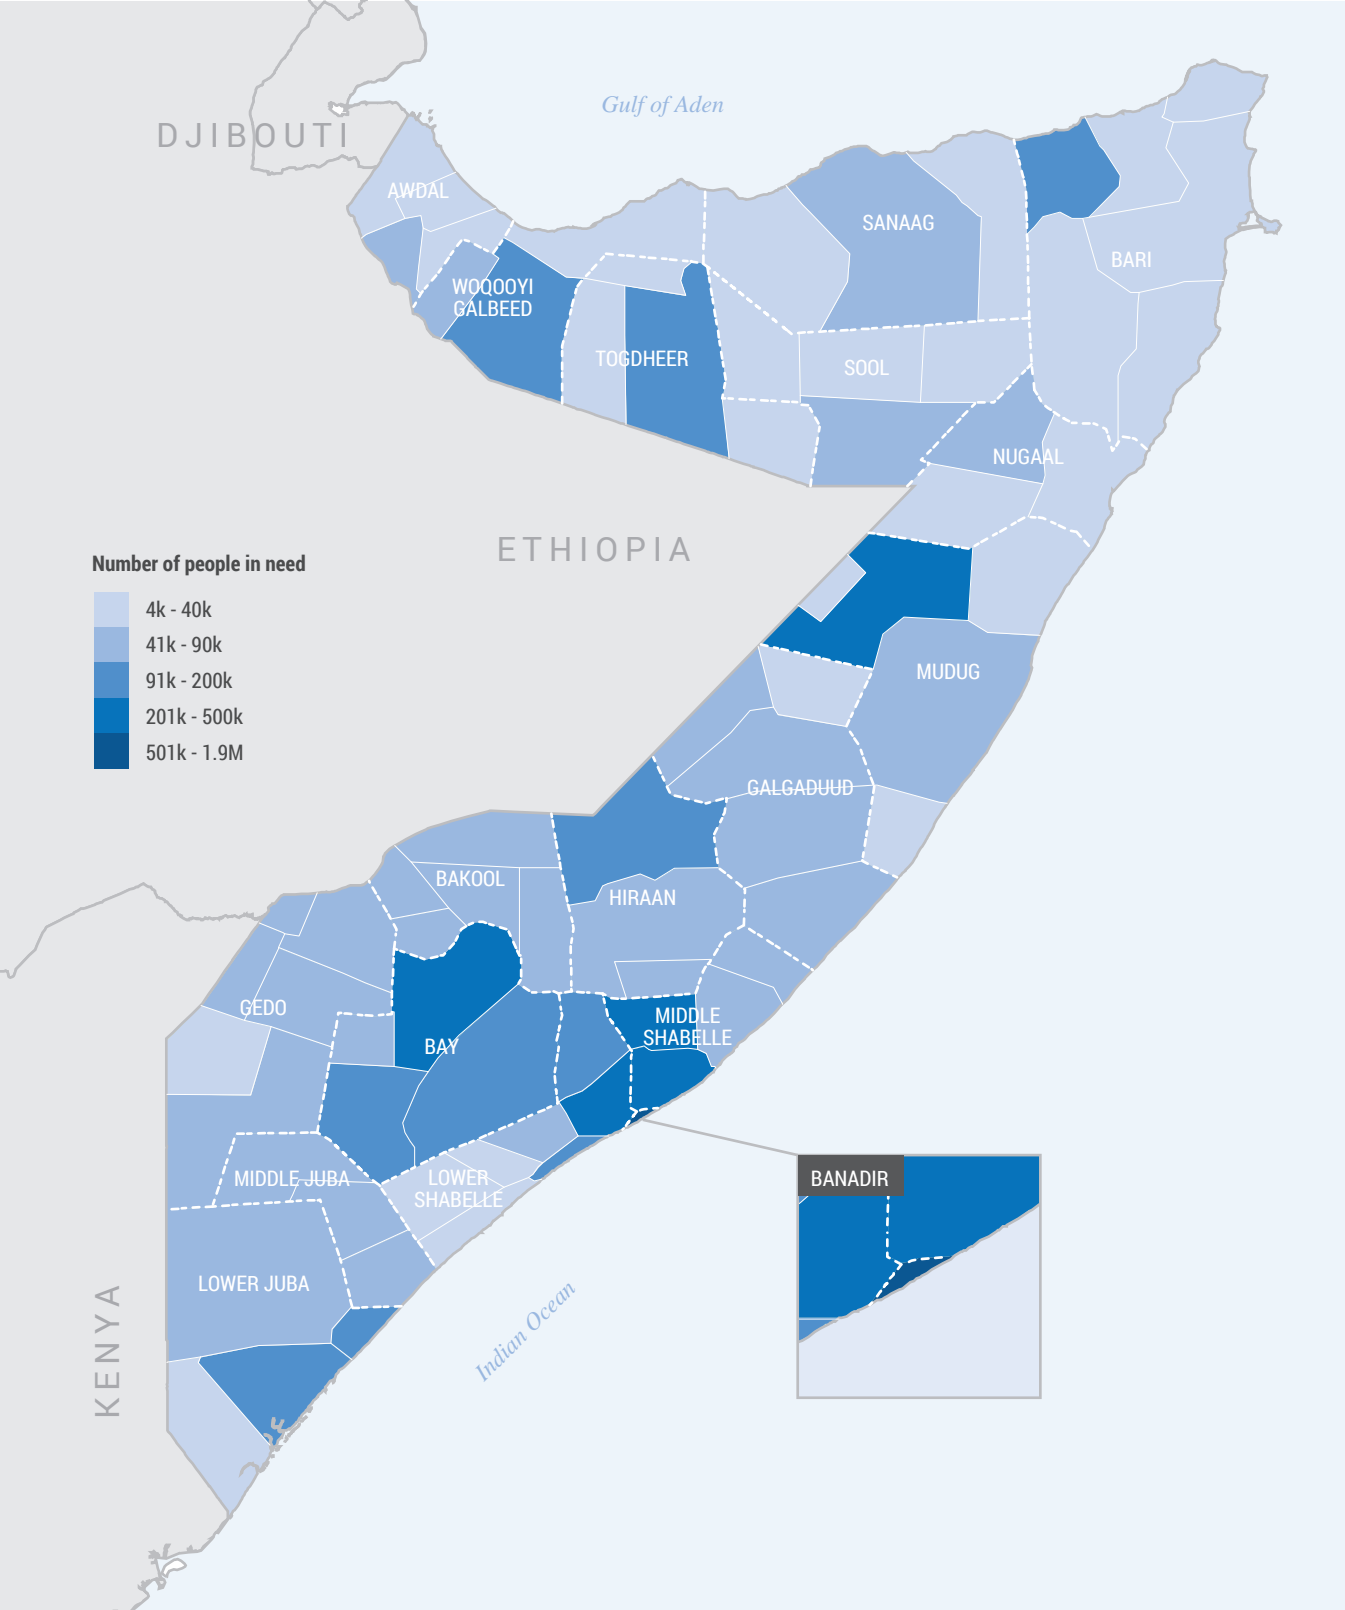 Gulf of Aden
DJIBOUTI
AWDAL
SANAAG
BARI
WOQOOYI
GALBEED
TOGDHEER
SOOL
NUGAAL
ETHIOPIA
Number of people in need
4k - 40k
41k - 90k
91k - 200k
201k - 500k
501k - 1.9M
MUDUG
GALGADUUD
BAKOOL
HIRAAN
GEDO
MIDDLE
SHABELLE
BAY
MIDDLE JUBA
LOWER
SHABELLE
BANADIR
LOWER JUBA
KENYA
Indian Ocean